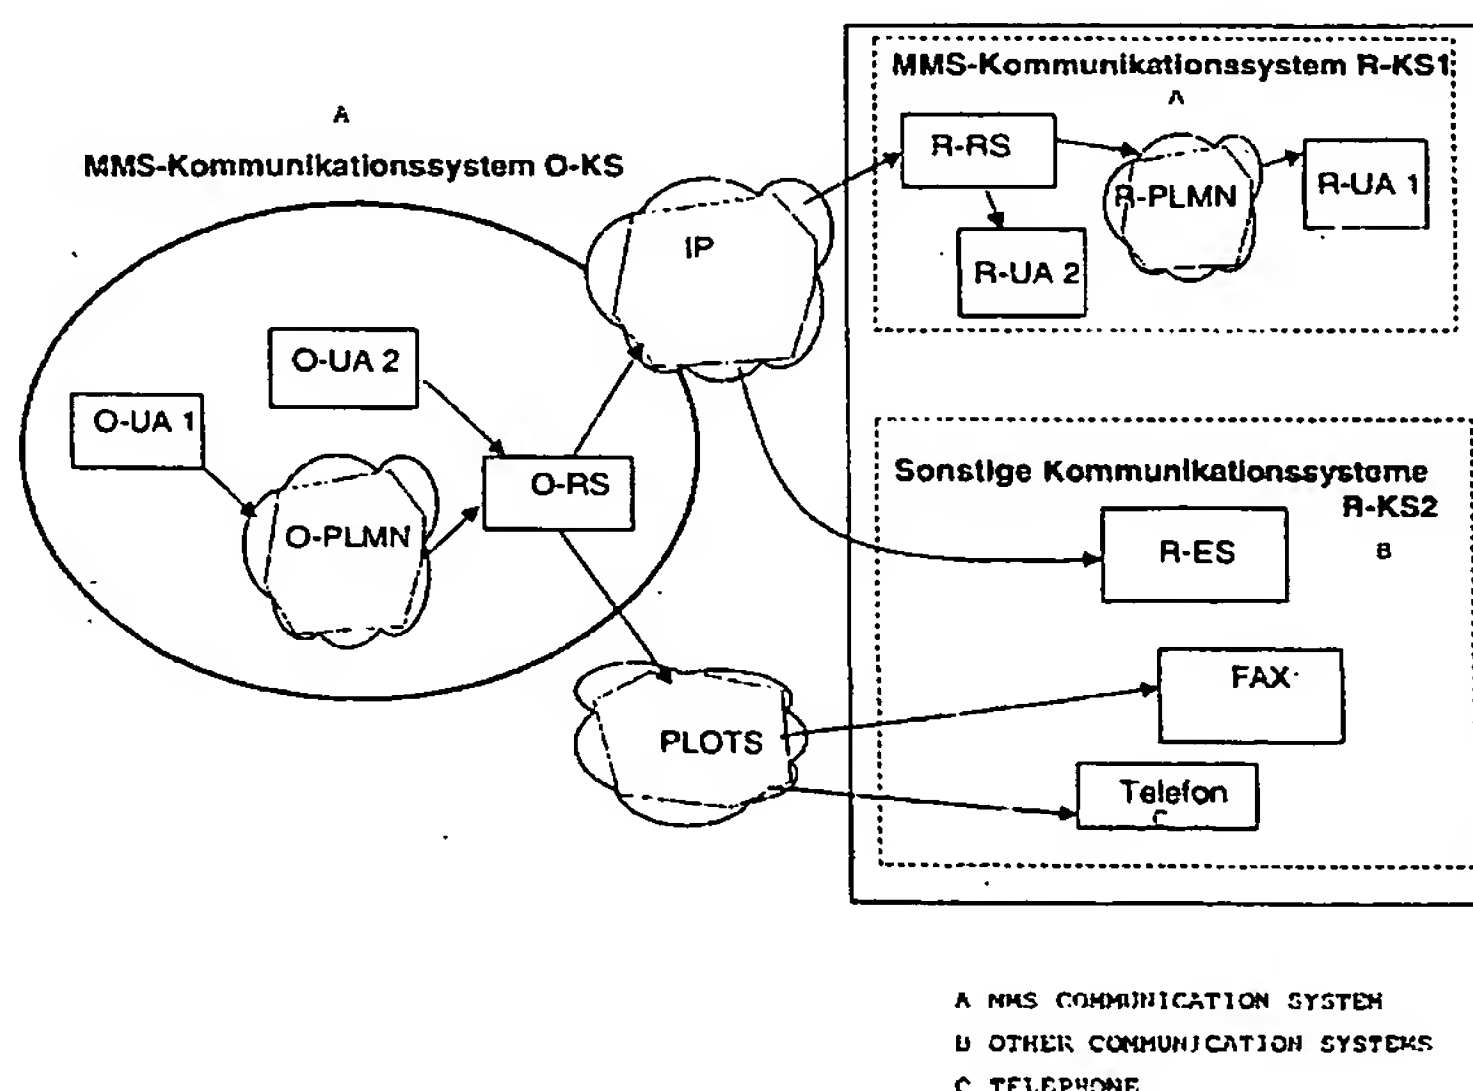 A
MMS-Kommunikationssystem O-KS
MMS-Kommunikationssystem R-KS1
A
R-RS
R-PLMN
R-UA 1
R-UA 2
IP
O-UA 2
O-UA 1
O-PLMN
O-RS
Sonstige Kommunikationssysteme
R-KS2
B
R-ES
FAX
PLOTS
Telefon
C
A MMS COMMUNICATION SYSTEM
B OTHER COMMUNICATION SYSTEMS
C TELEPHONE